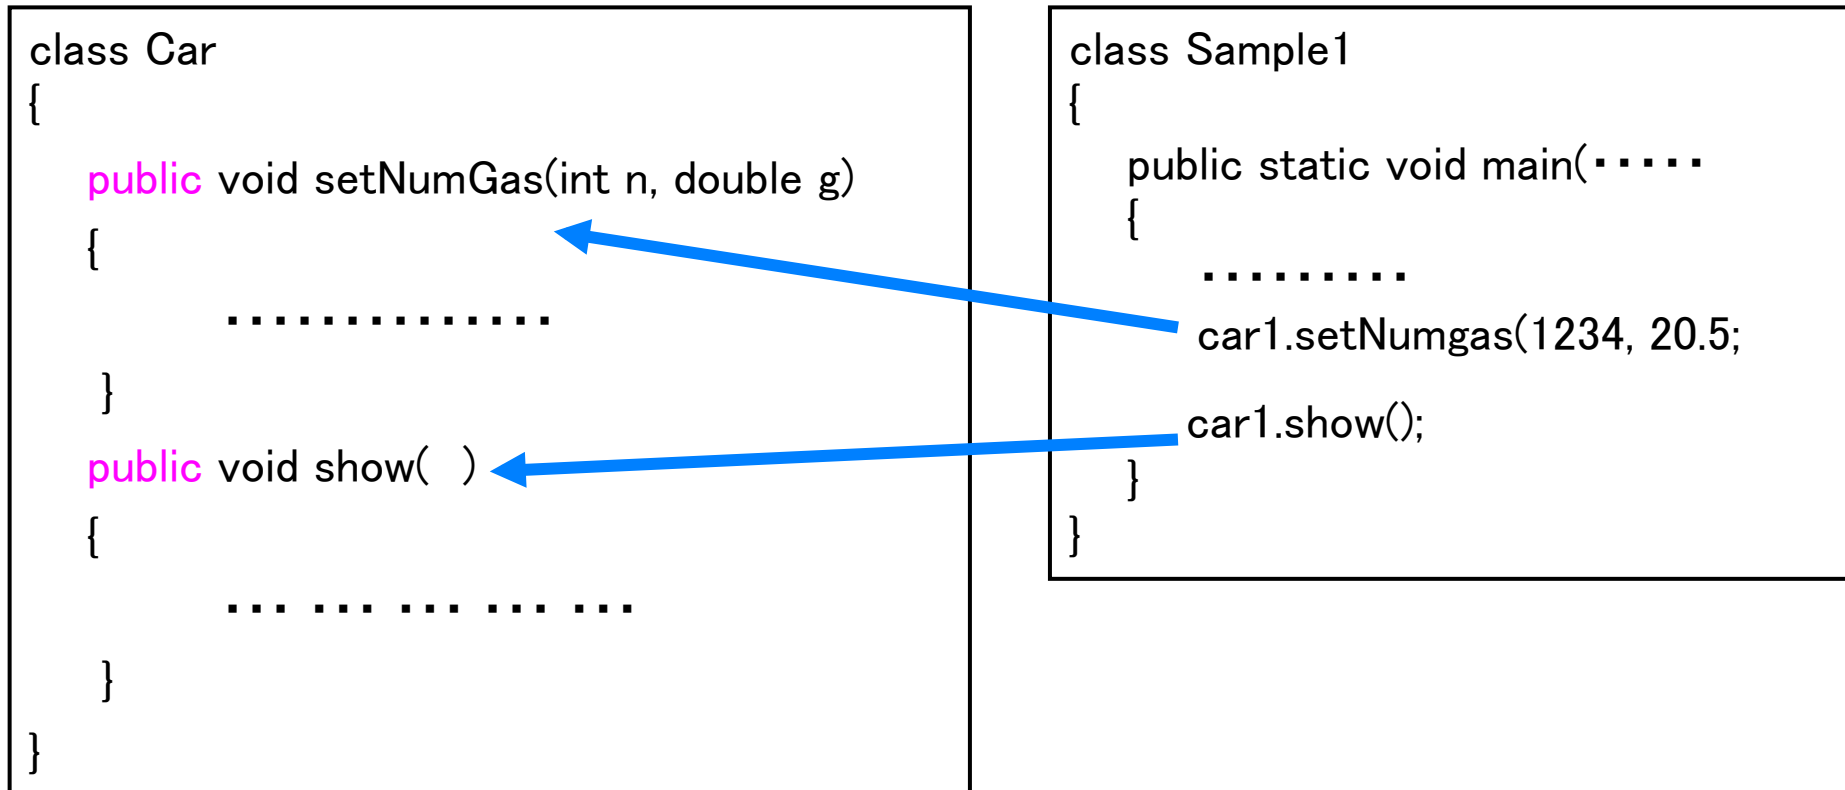 class Car
{
public void setNumGas(int n, double g)
{
・・・・・・・・・・・・・・
}
public void show(  )
{
… … … … …
}
}
class Sample1
{
public static void main(・・・・・
{
・・・・・・・・・
car1.setNumgas(1234, 20.5;
car1.show();
}
}